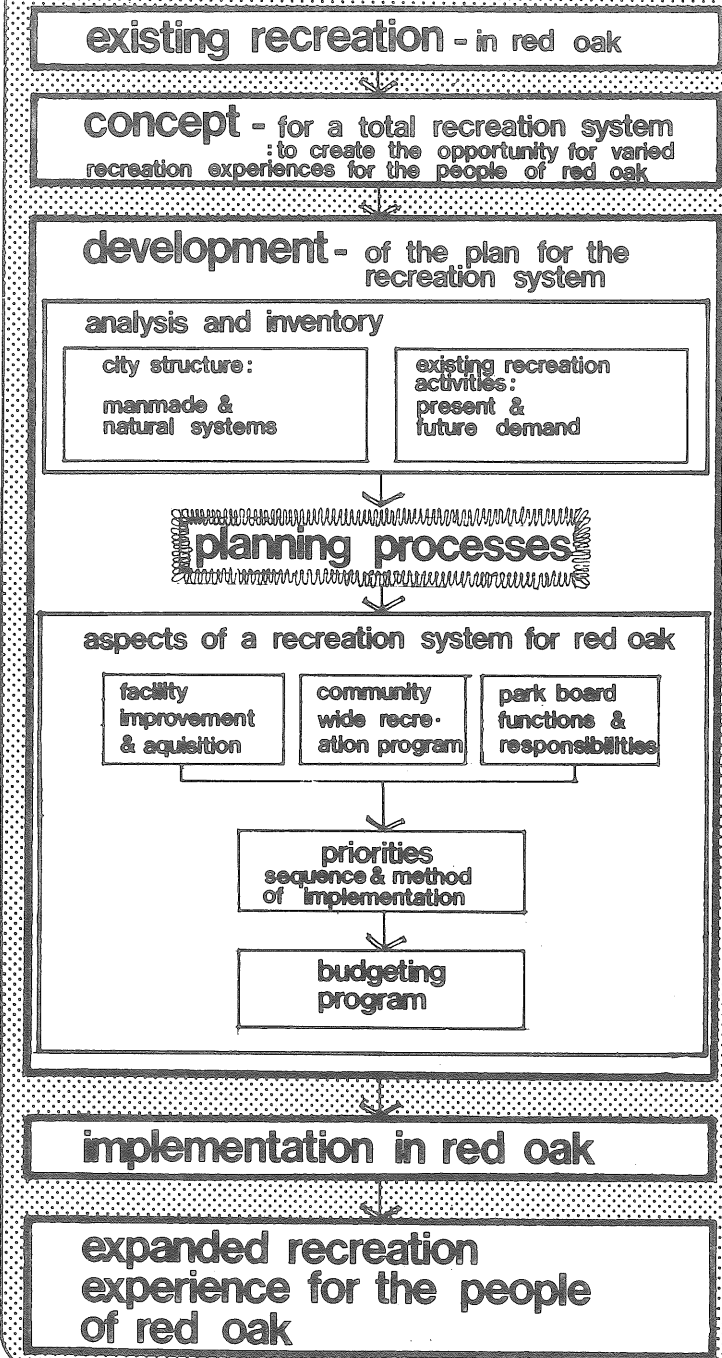 existing recreation - in red oak
concept - for a total recreation system
: to create the opportunity for varied
recreation experiences for the people of red oak
development - of the plan for the
recreation system
analysis and inventory
city structure:
manmade &
natural systems
existing recreation
activities:
present &
future demand
planning processes
aspects of a recreation system for red oak
facility
improvement
& aquisition
community
wide recre-
ation program
park board
functions &
responsibilities
priorities
sequence & method
of implementation
budgeting
program
implementation in red oak
expanded recreation
experience for the people
of red oak